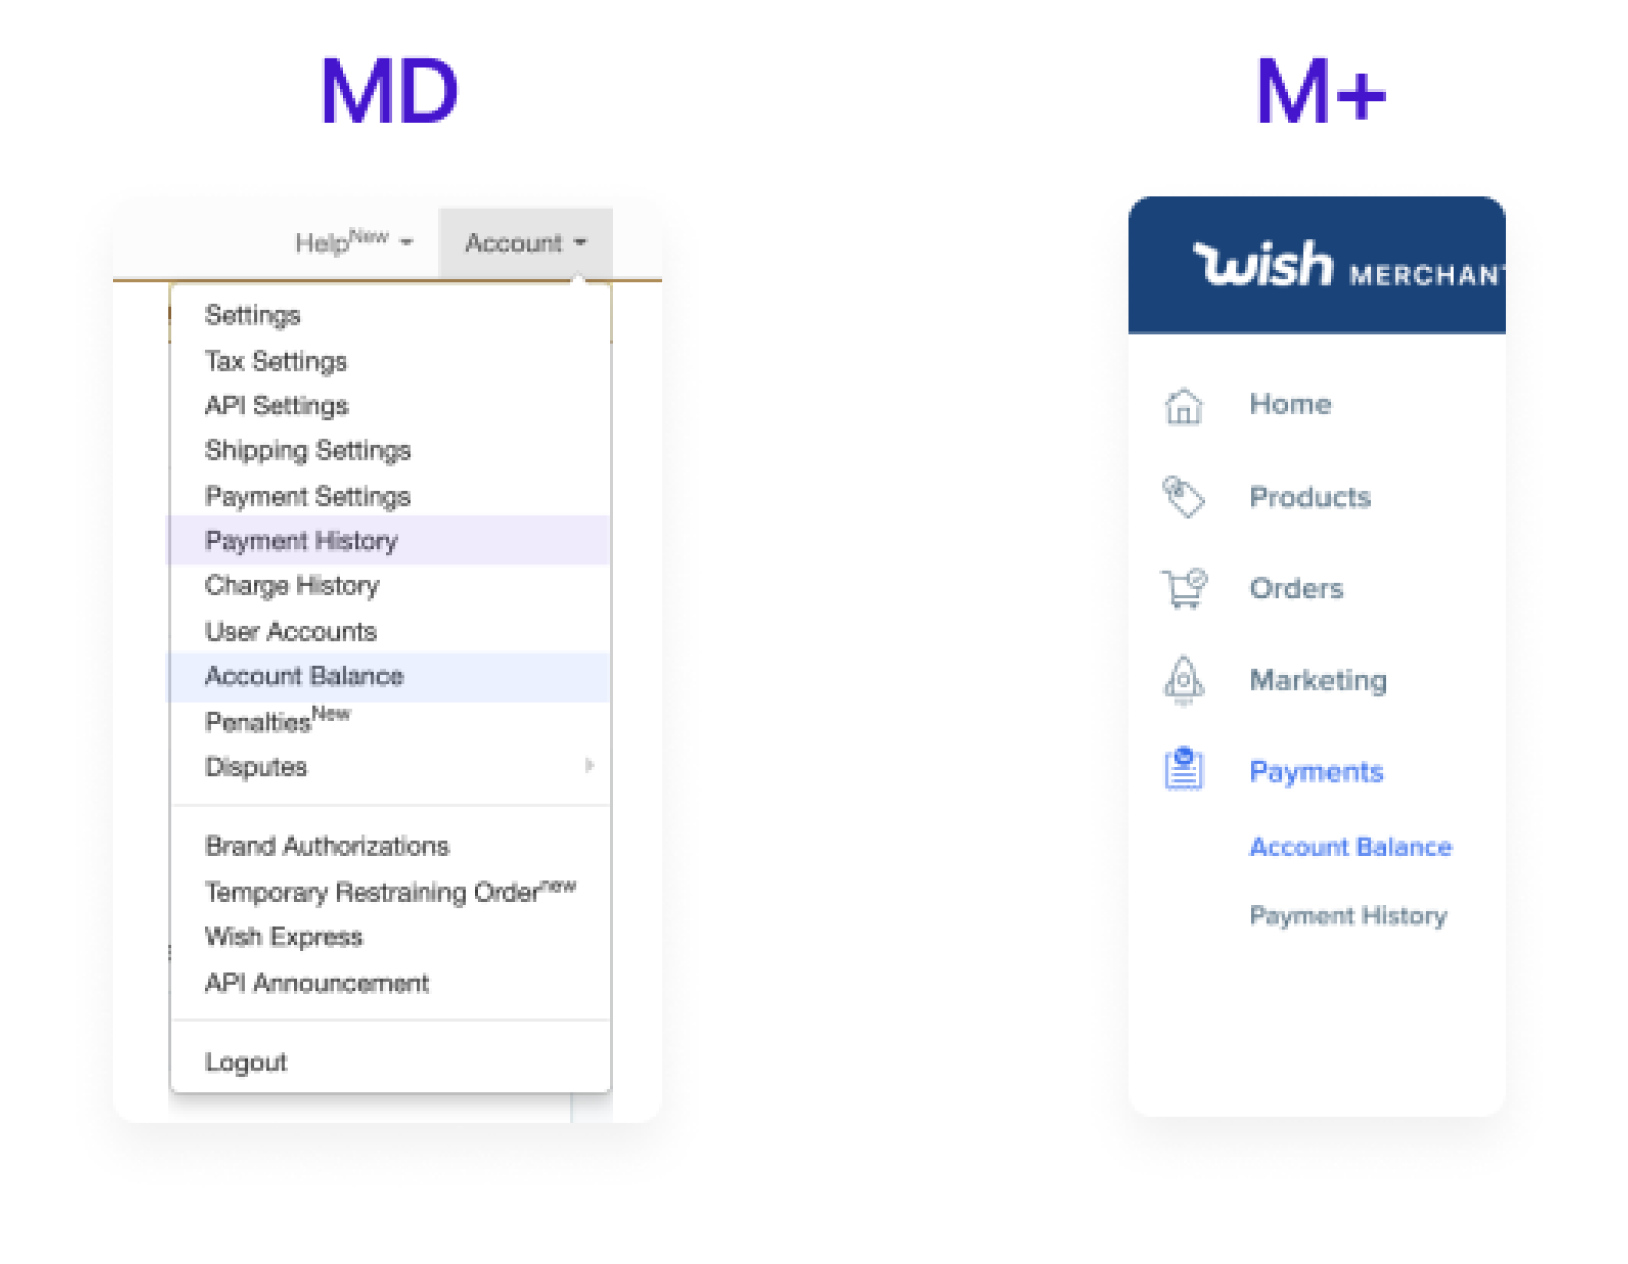 MD
Help New
Account
Settings
Tax Settings
API Settings
Shipping Settings
Payment Settings
Payment History
Charge History
User Accounts
Account Balance
Penalties New
Disputes
Brand Authorizations
Temporary Restraining Order new
Wish Express
API Announcement
Logout
M+
wish MERCHANT
Home
Products
Orders
Marketing
Payments
Account Balance
Payment History